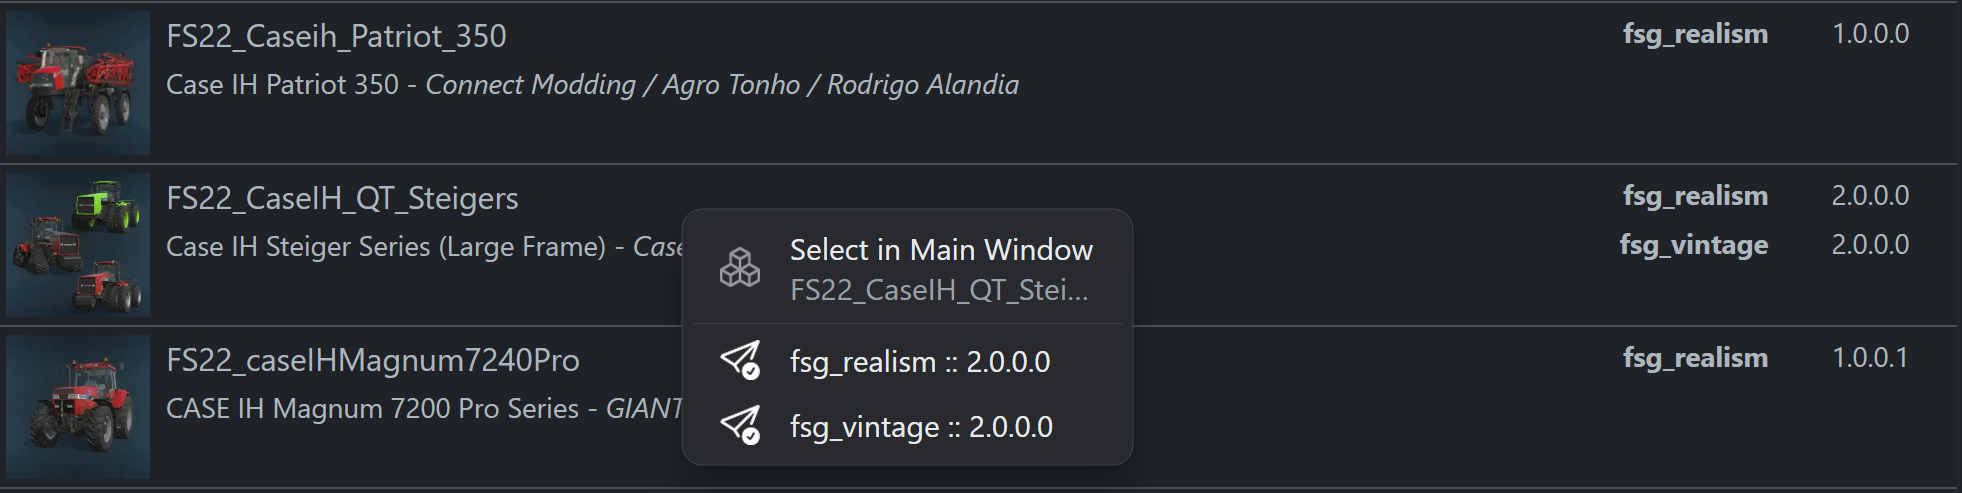 FS22_Caseih_Patriot_350
fsg_realism 1.0.0.0
Case IH Patriot 350 - Connect Modding / Agro Tonho / Rodrigo Alandia
FS22_CaseIH_QT_Steigers
fsg_realism 2.0.0.0
Case IH Steiger Series (Large Frame) - Case
fsg_vintage 2.0.0.0
Select in Main Window
FS22_CaseIH_QT_Stei...
fsg_realism :: 2.0.0.0
fsg_vintage :: 2.0.0.0
FS22_caseIHMagnum7240Pro
fsg_realism 1.0.0.1
CASE IH Magnum 7200 Pro Series - GIANT